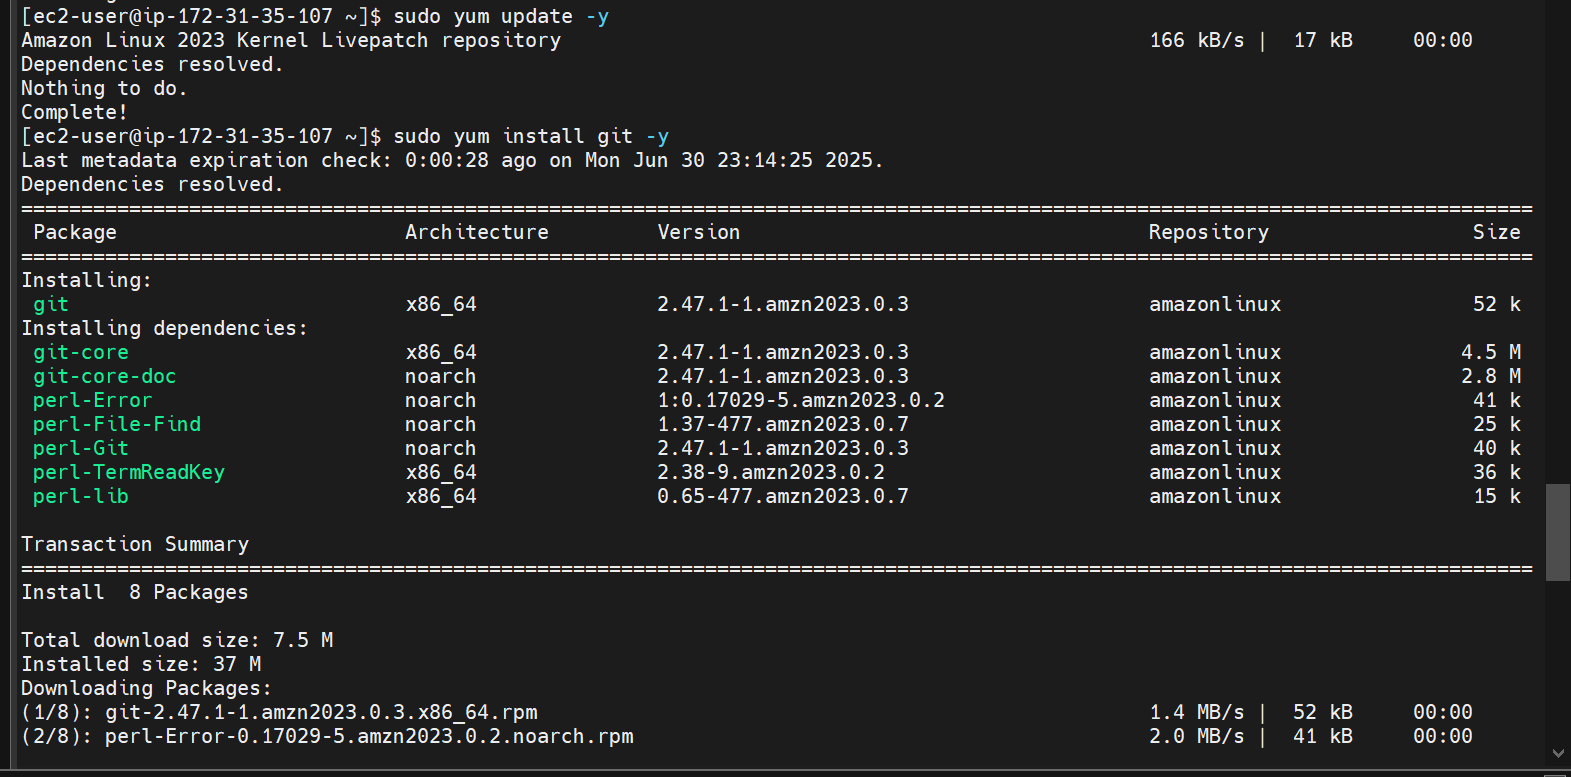 [ec2-user@ip-172-31-35-107 ~]$ sudo yum update -y
Amazon Linux 2023 Kernel Livepatch repository 166 kB/s | 17 kB 00:00
Dependencies resolved.
Nothing to do.
Complete!
[ec2-user@ip-172-31-35-107 ~]$ sudo yum install git -y
Last metadata expiration check: 0:00:28 ago on Mon Jun 30 23:14:25 2025.
Dependencies resolved.
==============================================================================================================================
Package Architecture Version Repository Size
==============================================================================================================================
Installing:
git x86_64 2.47.1-1.amzn2023.0.3 amazonlinux 52 k
Installing dependencies:
git-core x86_64 2.47.1-1.amzn2023.0.3 amazonlinux 4.5 M
git-core-doc noarch 2.47.1-1.amzn2023.0.3 amazonlinux 2.8 M
perl-Error noarch 1:0.17029-5.amzn2023.0.2 amazonlinux 41 k
perl-File-Find noarch 1.37-477.amzn2023.0.7 amazonlinux 25 k
perl-Git noarch 2.47.1-1.amzn2023.0.3 amazonlinux 40 k
perl-TermReadKey x86_64 2.38-9.amzn2023.0.2 amazonlinux 36 k
perl-lib x86_64 0.65-477.amzn2023.0.7 amazonlinux 15 k
Transaction Summary
==============================================================================================================================
Install 8 Packages
Total download size: 7.5 M
Installed size: 37 M
Downloading Packages:
(1/8): git-2.47.1-1.amzn2023.0.3.x86_64.rpm 1.4 MB/s | 52 kB 00:00
(2/8): perl-Error-0.17029-5.amzn2023.0.2.noarch.rpm 2.0 MB/s | 41 kB 00:00